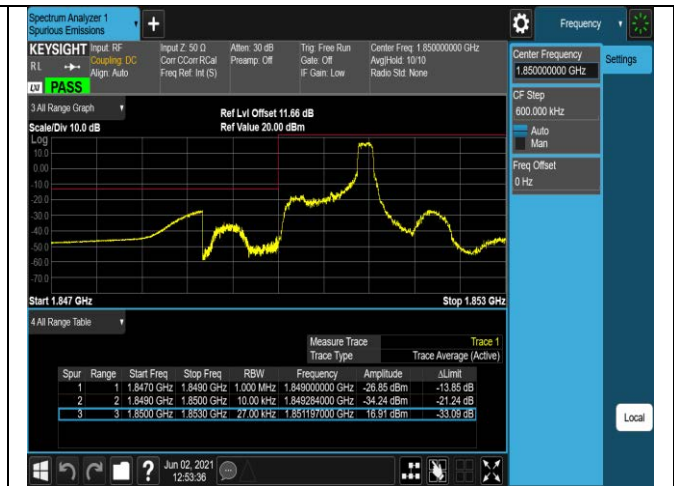 Spectrum Analyzer 1
Spurious Emissions
Frequency
KEYSIGHT
Input: RF
Coupling: DC
Align: Auto
Input Z: 50 Ω
Corr CCorr RCal
Freq Ref: Int (S)
Atten: 30 dB
Preamp: Off
Trig: Free Run
Gate: Off
IF Gain: Low
Center Freq: 1.850000000 GHz
Avg|Hold: 10/10
Radio Std: None
RL
LXI
PASS
Center Frequency
1.850000000 GHz
Settings
CF Step
600.000 kHz
Auto
Man
Freq Offset
0 Hz
3 All Range Graph
Scale/Div 10.0 dB
Ref Lvl Offset 11.66 dB
Ref Value 20.00 dBm
Log
10.0
0.00
-10.0
-20.0
-30.0
-40.0
-50.0
-60.0
-70.0
Start 1.847 GHz
Stop 1.853 GHz
4 All Range Table
Measure Trace Trace 1
Trace Type Trace Average (Active)
Spur Range Start Freq Stop Freq RBW Frequency Amplitude ΔLimit
1 1 1.8470 GHz 1.8490 GHz 1.000 MHz 1.849000000 GHz -26.85 dBm -13.85 dB
2 2 1.8490 GHz 1.8500 GHz 10.00 kHz 1.849284000 GHz -34.24 dBm -21.24 dB
3 3 1.8500 GHz 1.8530 GHz 27.00 kHz 1.851197000 GHz 16.91 dBm -33.09 dB
Local
?
Jun 02, 2021
12:53:36